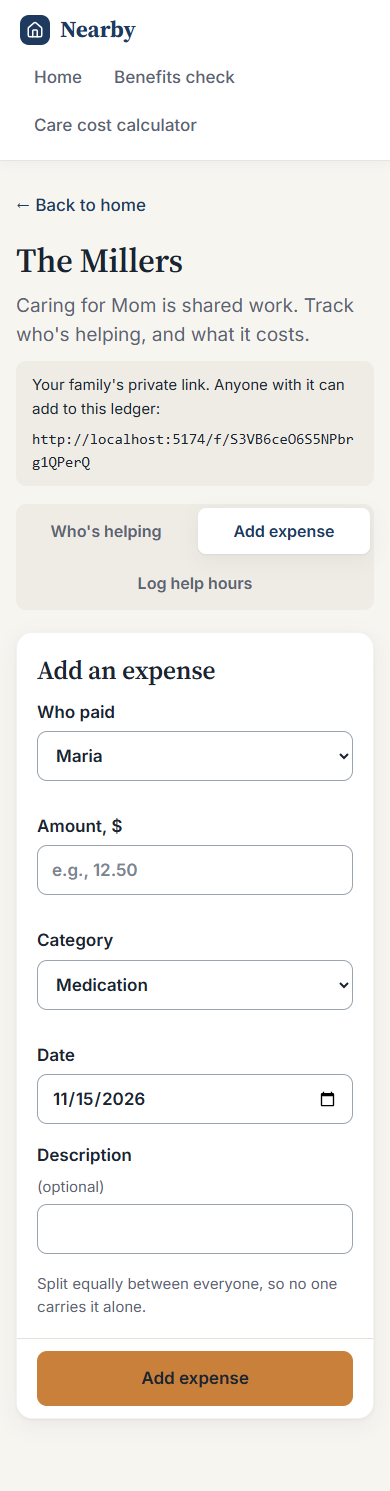 Nearby
Home Benefits check
Care cost calculator
← Back to home
The Millers
Caring for Mom is shared work. Track
who's helping, and what it costs.
Your family's private link. Anyone with it can
add to this ledger:
http://localhost:5174/f/S3VB6ceO6S5NPbr
g1QPerQ
Who's helping Add expense
Log help hours
Add an expense
Who paid
Maria
Amount, $
e.g., 12.50
Category
Medication
Date
11/15/2026
Description
(optional)
Split equally between everyone, so no one
carries it alone.
Add expense